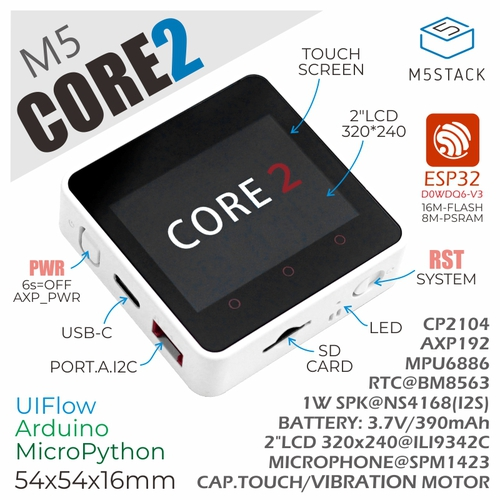 M5
CORE2
M5STACK
TOUCH
SCREEN
2"LCD
320*240
ESP32
D0WDQ6-V3
16M-FLASH
8M-PSRAM
CORE 2
PWR
6s=OFF
AXP_PWR
USB-C
PORT.A.I2C
RST
SYSTEM
LED
SD
CARD
UIFlow
Arduino
MicroPython
54x54x16mm
CP2104
AXP192
MPU6886
RTC@BM8563
1W SPK@NS4168(I2S)
BATTERY: 3.7V/390mAh
2"LCD 320x240@ILI9342C
MICROPHONE@SPM1423
CAP.TOUCH/VIBRATION MOTOR